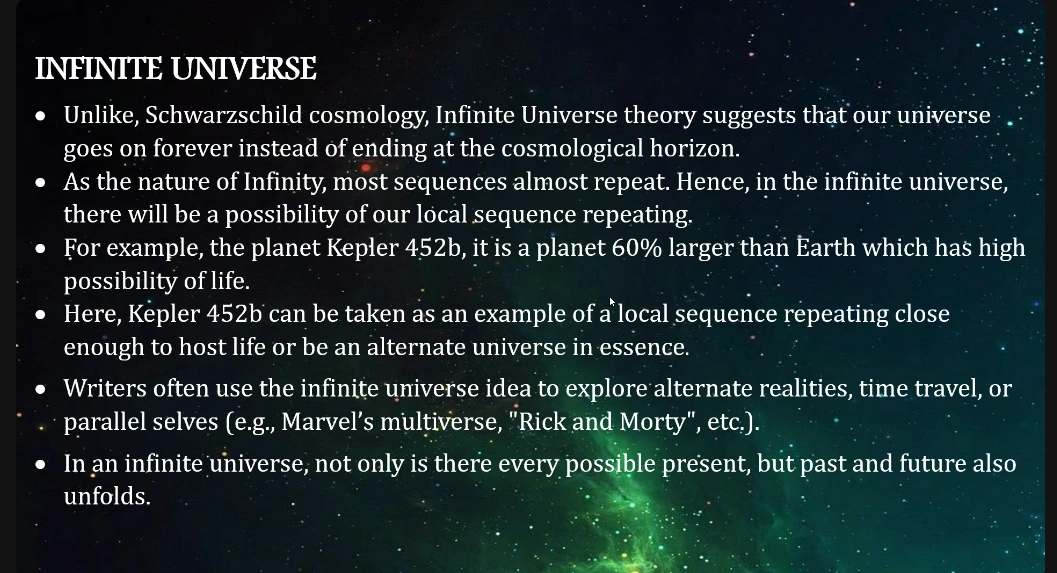 INFINITE UNIVERSE
• Unlike, Schwarzschild cosmology, Infinite Universe theory suggests that our universe
goes on forever instead of ending at the cosmological horizon.
• As the nature of Infinity, most sequences almost repeat. Hence, in the infinite universe,
there will be a possibility of our local sequence repeating.
• For example, the planet Kepler 452b, it is a planet 60% larger than Earth which has high
possibility of life.
• Here, Kepler 452b can be taken as an example of a local sequence repeating close
enough to host life or be an alternate universe in essence.
• Writers often use the infinite universe idea to explore alternate realities, time travel, or
parallel selves (e.g., Marvel’s multiverse, "Rick and Morty", etc.).
• In an infinite universe, not only is there every possible present, but past and future also
unfolds.